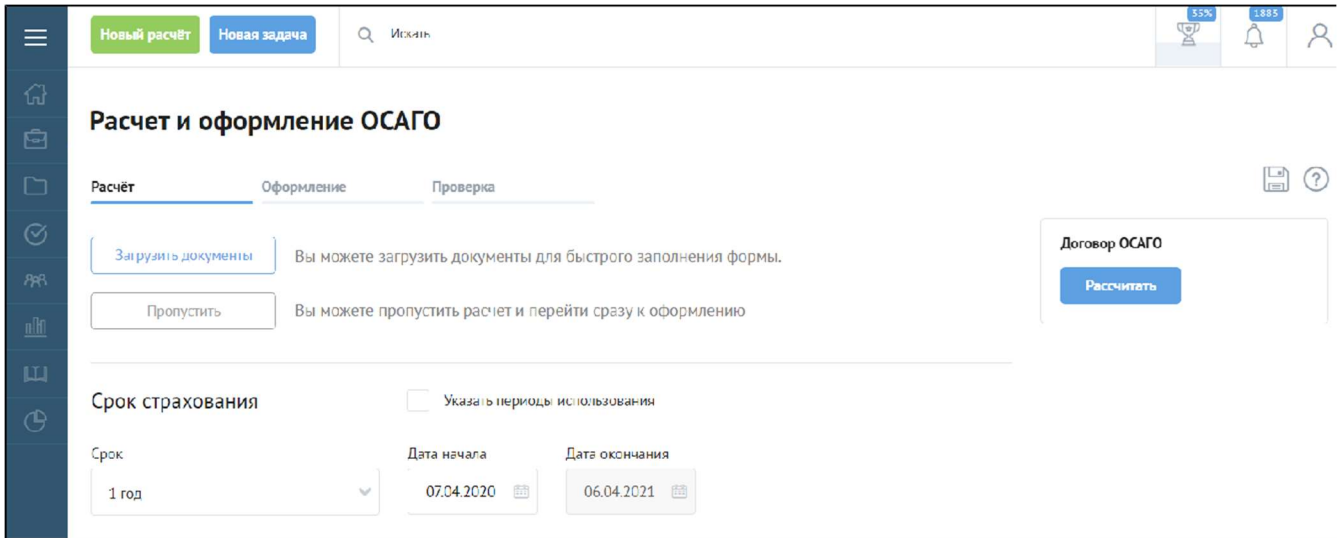 Новый расчёт Новая задача Искать 35% 1885
Расчет и оформление ОСАГО
Расчёт Оформление Проверка
Договор ОСАГО
Загрузить документы Вы можете загрузить документы для быстрого заполнения формы.
Рассчитать
Пропустить Вы можете пропустить расчет и перейти сразу к оформлению
Срок страхования Указать периоды использования
Срок Дата начала Дата окончания
1 год 07.04.2020 06.04.2021